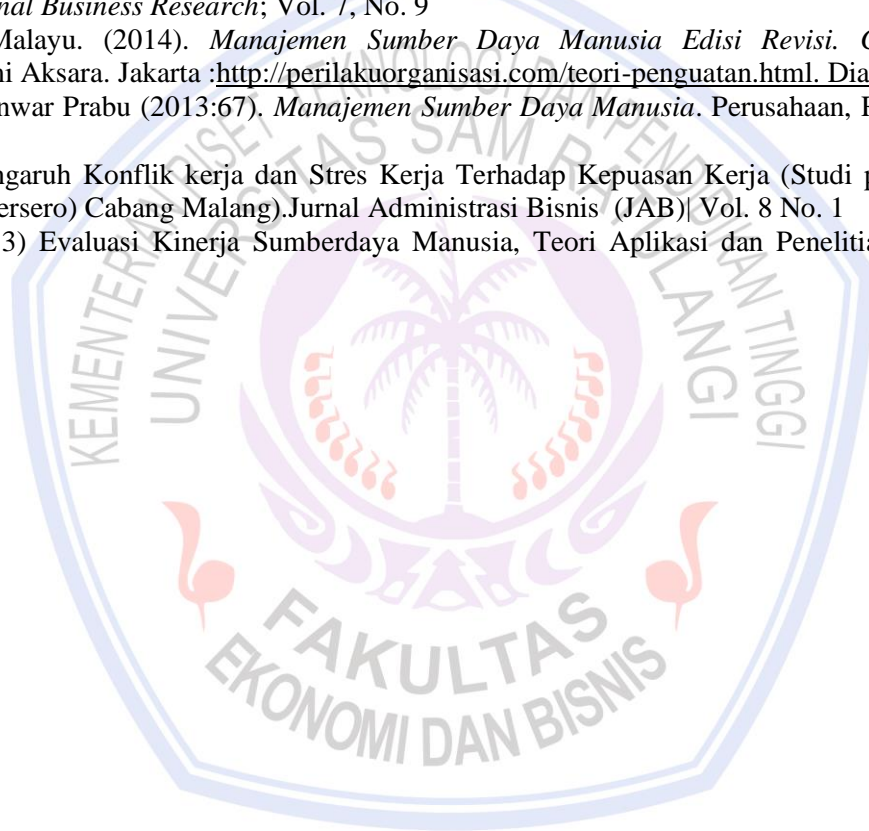 nal Business Research; Vol. 7, No. 9
Malayu. (2014). Manajemen Sumber Daya Manusia Edisi Revisi.
Aksara. Jakarta :http://perilakuorganisasi.com/teori-penguatan.html. Dia
nwar Prabu (2013:67). Manajemen Sumber Daya Manusia. Perusahaan,
ngaruh Konflik kerja dan Stres Kerja Terhadap Kepuasan Kerja (Studi
ersero) Cabang Malang).Jurnal Administrasi Bisnis (JAB)| Vol. 8 No. 1
3) Evaluasi Kinerja Sumberdaya Manusia, Teori Aplikasi dan Penelitia
KEMENTERIAN RISET TEKNOLOGI DAN PENDIDIKAN TINGGI
UNIVERSITAS SAM RATULANGI
FAKULTAS
EKONOMI DAN BISNIS